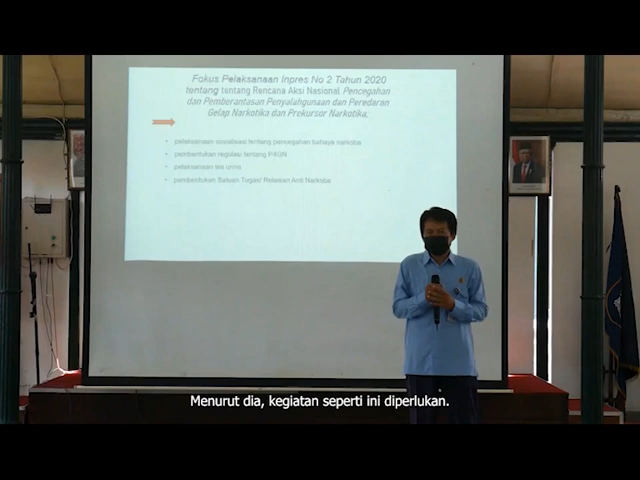 Fokus Pelaksanaan Inpres No 2 Tahun 2020
tentang tentang Rencana Aksi Nasional Pencegahan
dan Pemberantasan Penyalahgunaan dan Peredaran
Gelap Narkotika dan Prekursor Narkotika;
• pelaksanaan sosialisasi tentang pencegahan bahaya narkoba
• pembentukan regulasi tentang P4GN
• pelaksanaan tes urine
• pembentukan Satuan Tugas/ Relawan Anti Narkoba
Menurut dia, kegiatan seperti ini diperlukan.